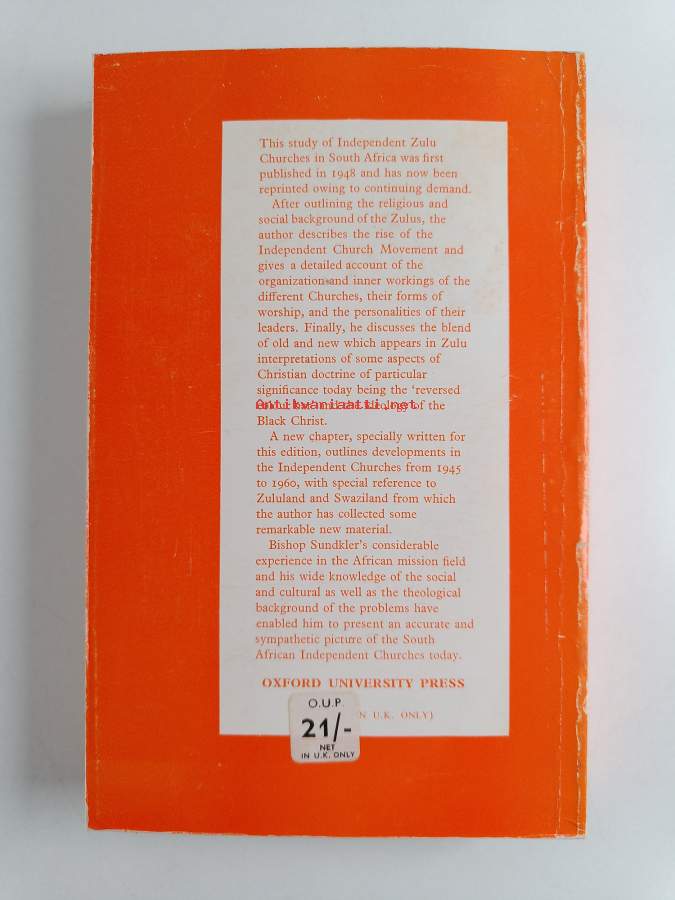 This study of Independent Zulu
Churches in South Africa was first
published in 1948 and has now been
reprinted owing to continuing demand.
After outlining the religious and
social background of the Zulus, the
author describes the rise of the
Independent Church Movement and
gives a detailed account of the
organization and inner workings of the
different Churches, their forms of
worship, and the personalities of their
leaders. Finally, he discusses the blend
of old and new which appears in Zulu
interpretations of some aspects of
Christian doctrine of particular
significance today being the ‘reversed
of the
Antikvariaatti.net
Black Christ.
A new chapter, specially written for
this edition, outlines developments in
the Independent Churches from 1945
to 1960, with special reference to
Zululand and Swaziland from which
the author has collected some
remarkable new material.
Bishop Sundkler's considerable
experience in the African mission field
and his wide knowledge of the social
and cultural as well as the theological
background of the problems have
enabled him to present an accurate and
sympathetic picture of the South
African Independent Churches today.
OXFORD UNIVERSITY PRESS
IN U.K. ONLY)
O.U.P.
21/-
NET
IN U.K. ONLY